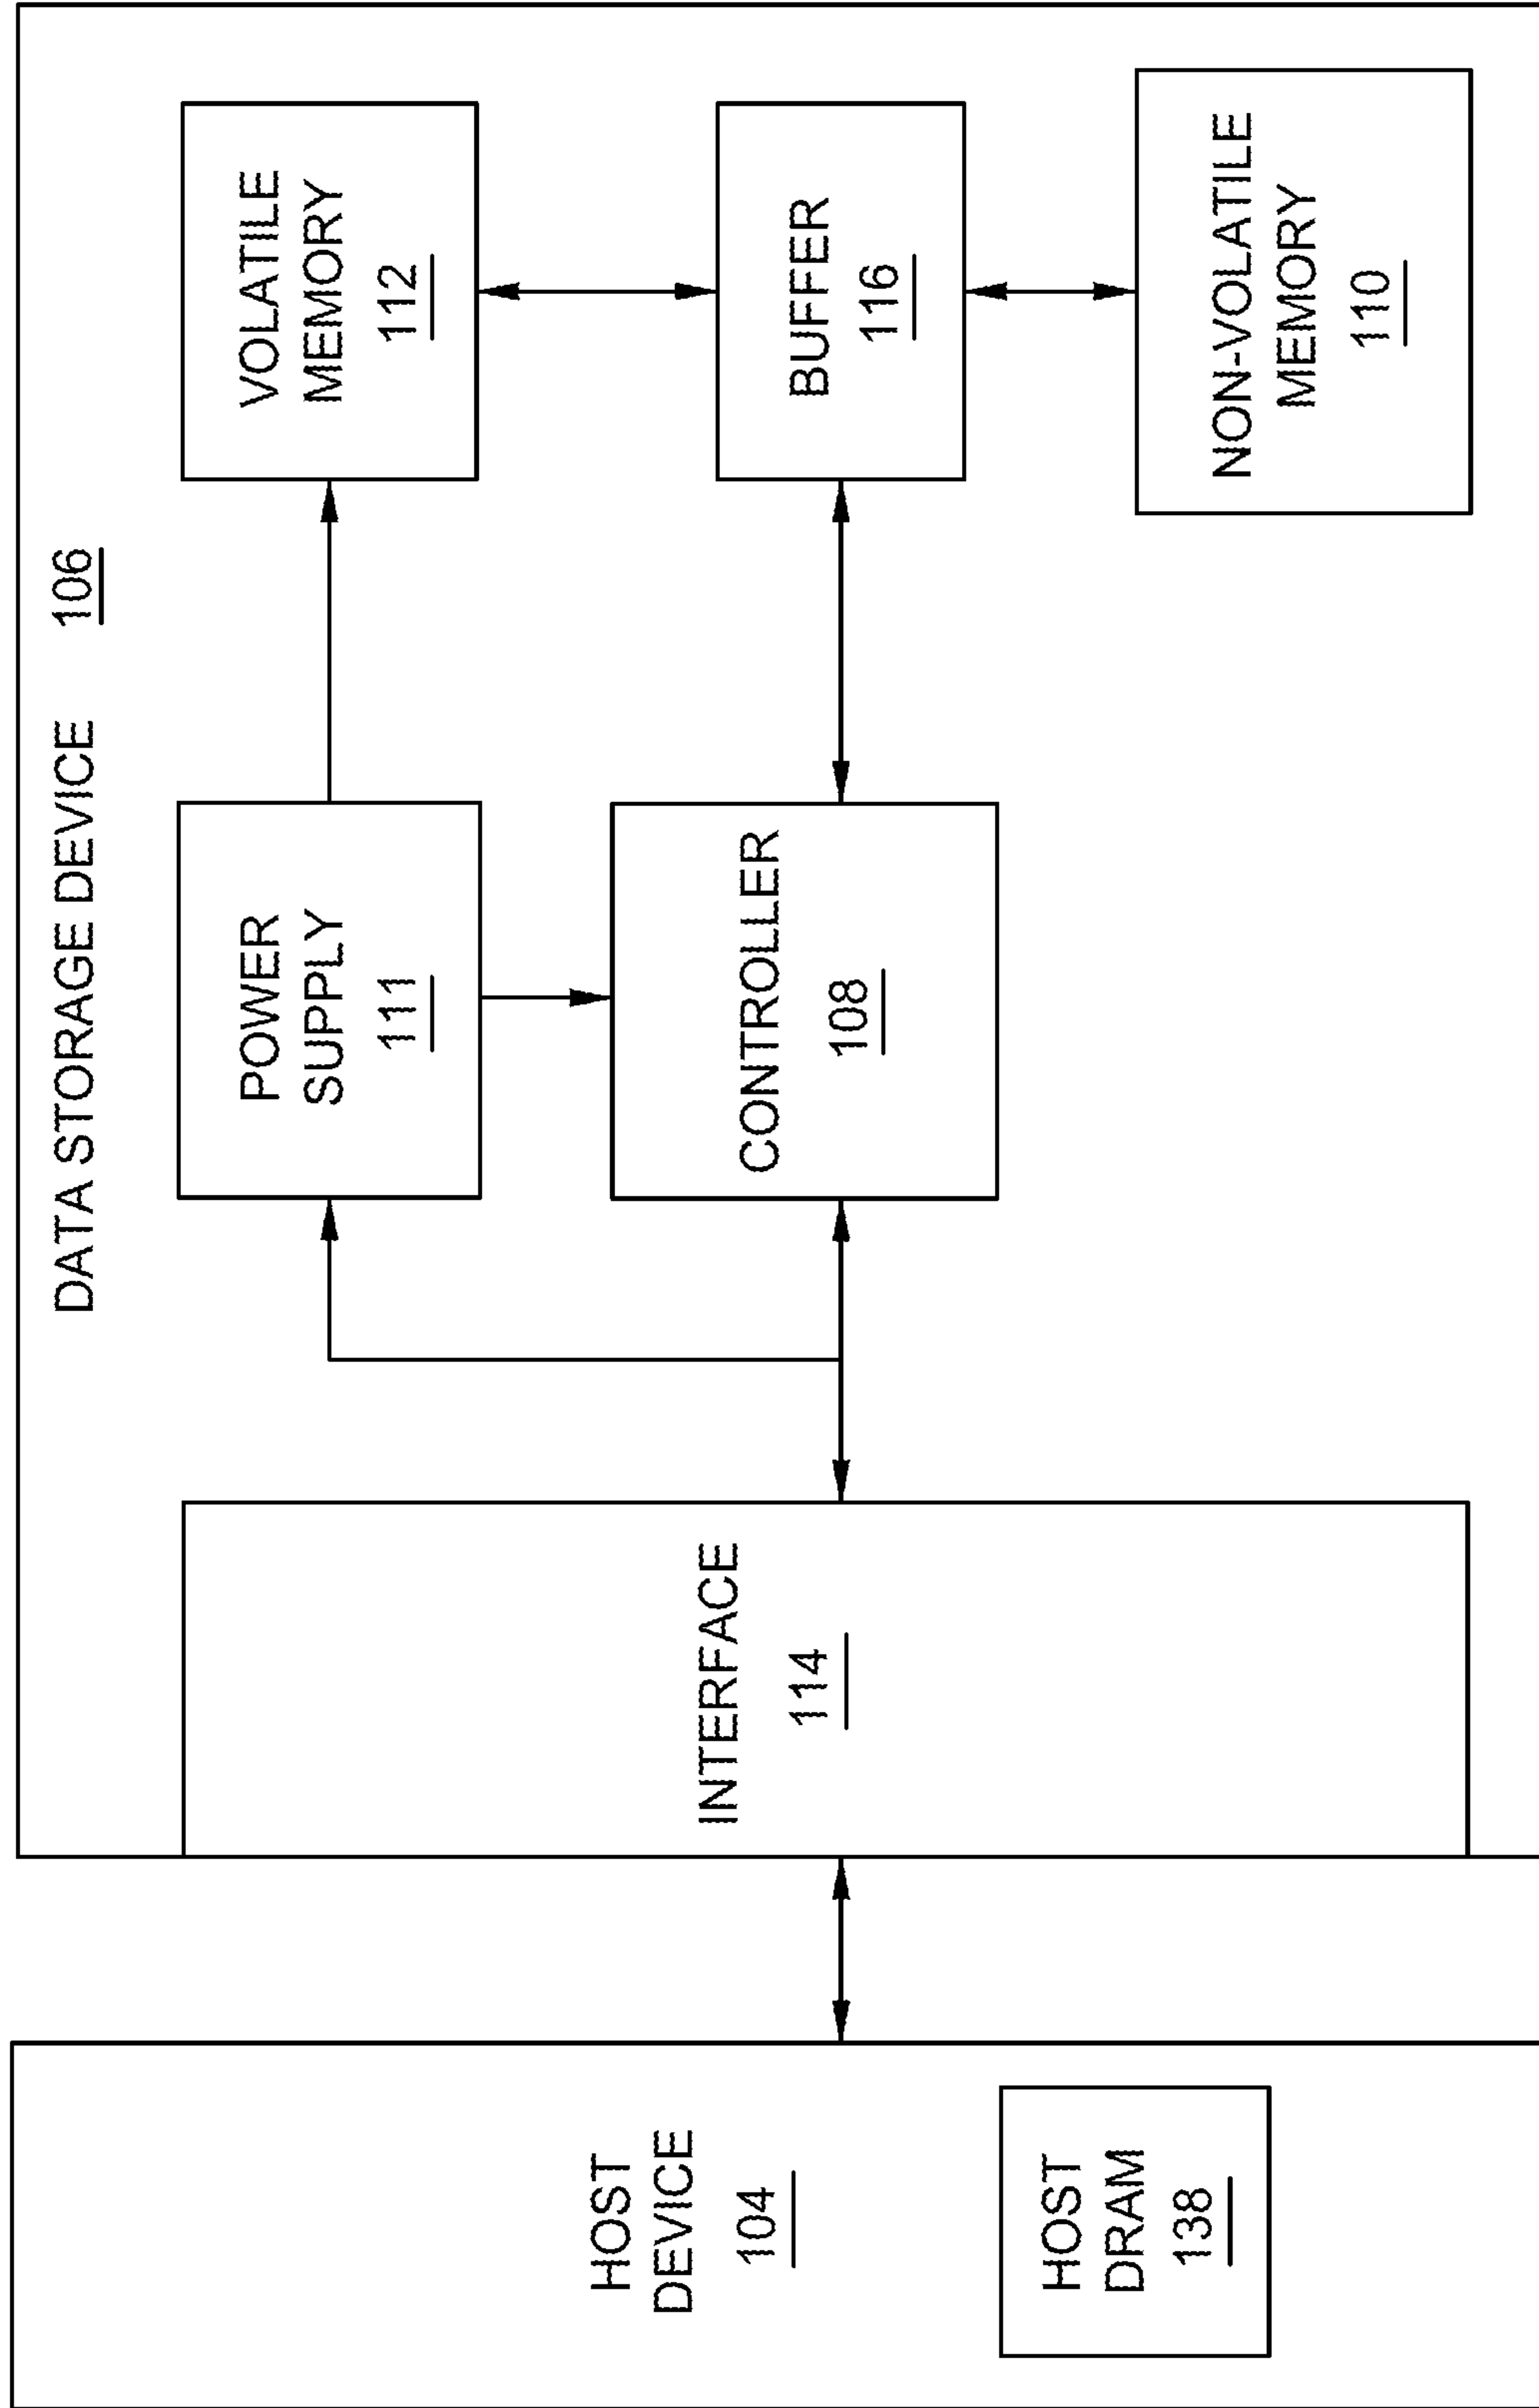 DATA STORAGE DEVICE 106
HOST
DEVICE
104
HOST
DRAM
138
INTERFACE
114
POWER
SUPPLY
111
CONTROLLER
108
VOLATILE
MEMORY
112
BUFFER
116
NON-VOLATILE
MEMORY
110